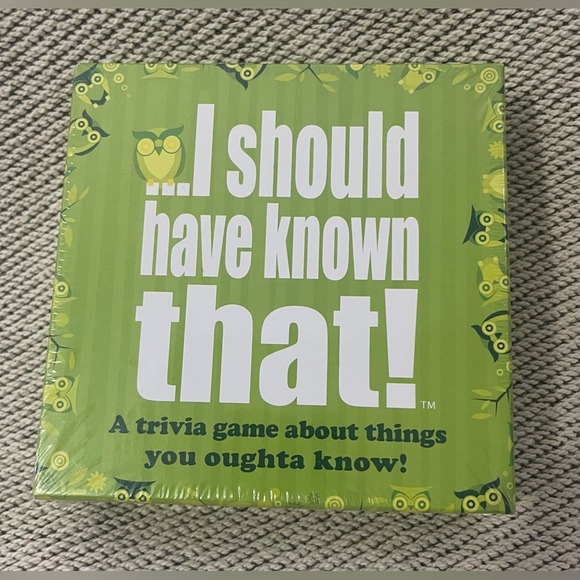 ...I should
have known
that!™
A trivia game about things
you oughta know!